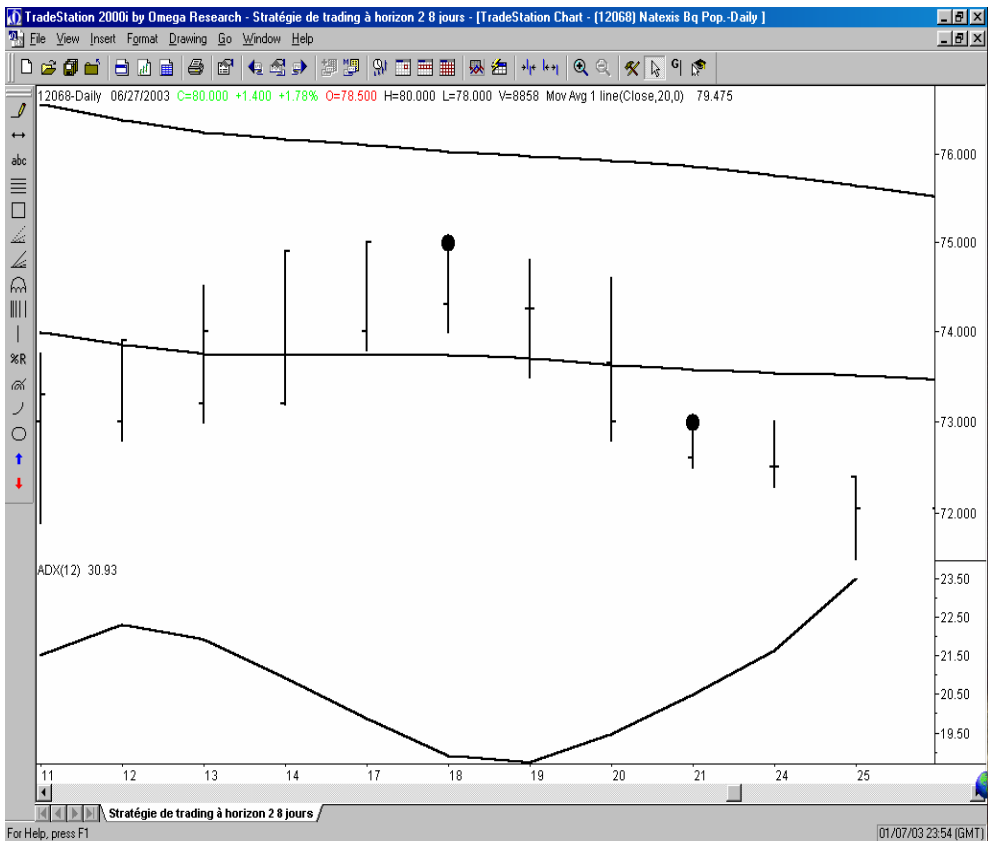 TradeStation 2000i by Omega Research - Stratégie de trading à horizon 2 8 jours - [TradeStation Chart - (12068) Natexis Bq Pop.-Daily ]
File View Insert Format Drawing Go Window Help
12068-Daily 06/27/2003 C=80.000 +1.400 +1.78% O=78.500 H=80.000 L=78.000 V=8858 Mov Avg 1 line(Close,20,0) 79.475
abc
%R
G
76.000
75.000
74.000
73.000
72.000
ADX(12) 30.93
23.50
22.50
21.50
20.50
19.50
11 12 13 14 17 18 19 20 21 24 25
Stratégie de trading à horizon 2 8 jours
For Help, press F1
01/07/03 23:54 (GMT)